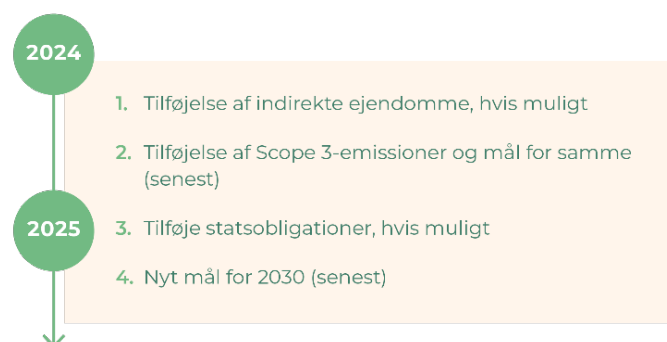 2024
1. Tilføjelse af indirekte ejendomme, hvis muligt
2. Tilføjelse af Scope 3-emissioner og mål for samme
(senest)
2025
3. Tilføje statsobligationer, hvis muligt
4. Nyt mål for 2030 (senest)